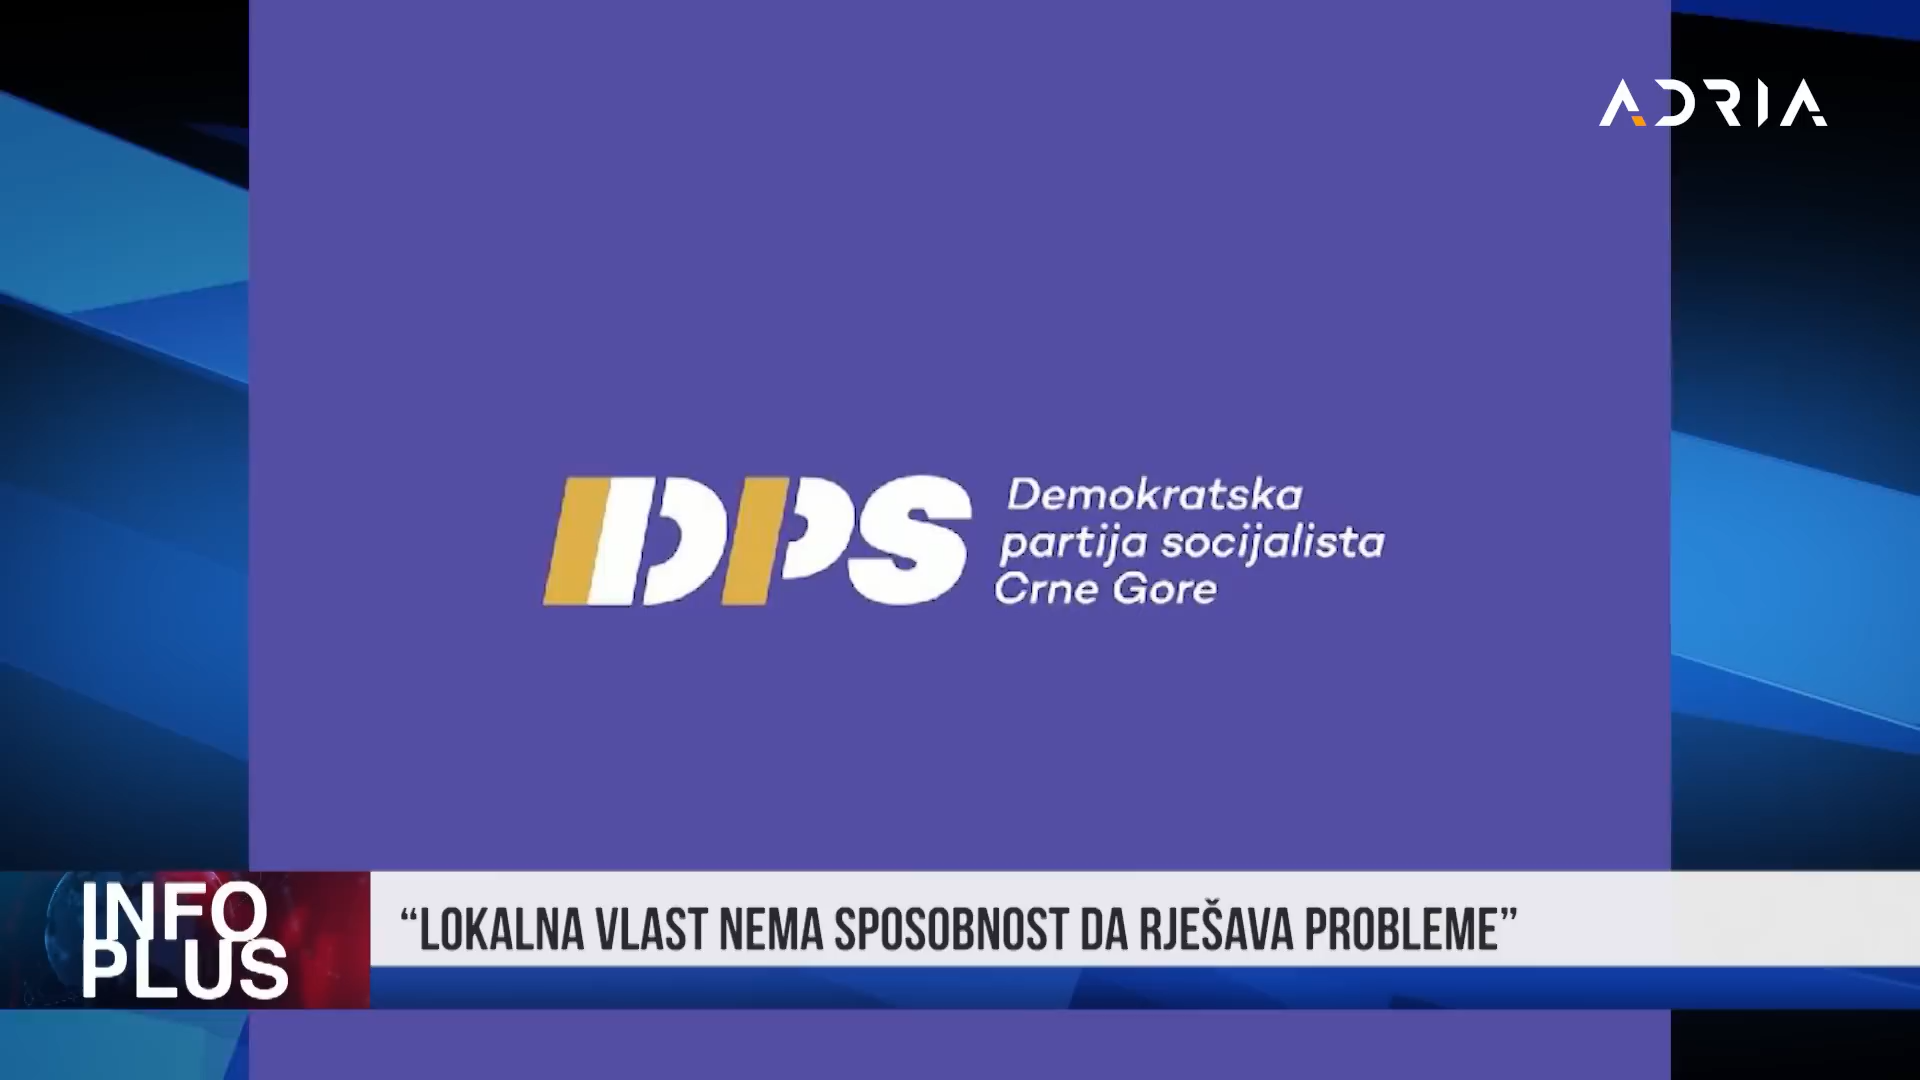 ADRIA
DPS
Demokratska
partija socijalista
Crne Gore
INFO
PLUS
“LOKALNA VLAST NEMA SPOSOBNOST DA RJEŠAVA PROBLEME”